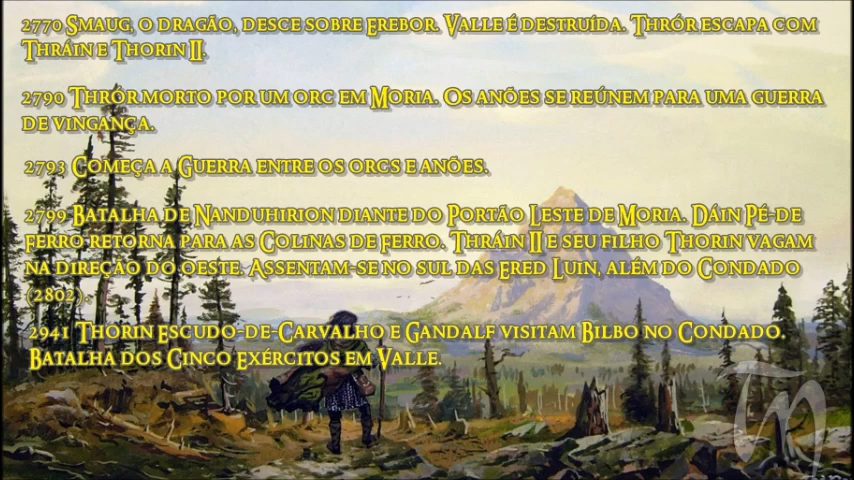 2770 Smaug, o dragão, desce sobre Erebor. Valle é destruída. Thrór escapa com
Thráin e Thorin II.
2790 Thrór morto por um orc em Moria. Os anões se reúnem para uma guerra
de vingança.
2793 Começa a Guerra entre os orcs e anões.
2799 Batalha de Nanduhirion diante do Portão Leste de Moria. Dáin Pé-de
ferro retorna para as Colinas de Ferro. Thráin II e seu filho Thorin vagam
na direção do oeste. Assentam-se no sul das Ered Luin, além do Condado
(2802).
2941 Thorin Escudo-de-Carvalho e Gandalf visitam Bilbo no Condado.
Batalha dos Cinco Exércitos em Valle.